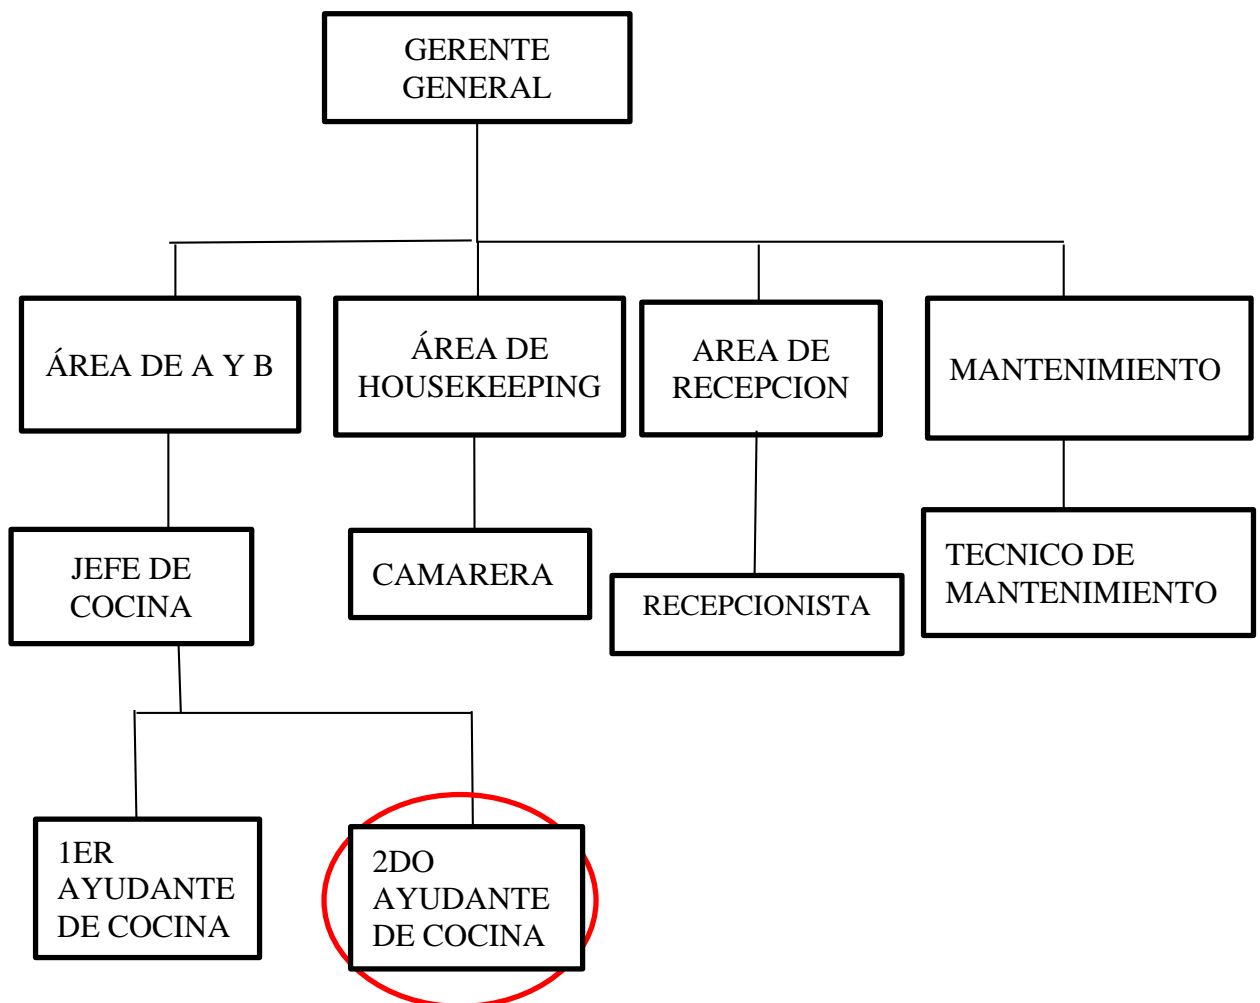 GERENTE
GENERAL
ÁREA DE A Y B
ÁREA DE
HOUSEKEEPING
AREA DE
RECEPCION
MANTENIMIENTO
JEFE DE
COCINA
CAMARERA
RECEPCIONISTA
TECNICO DE
MANTENIMIENTO
1ER
AYUDANTE
DE COCINA
2DO
AYUDANTE
DE COCINA